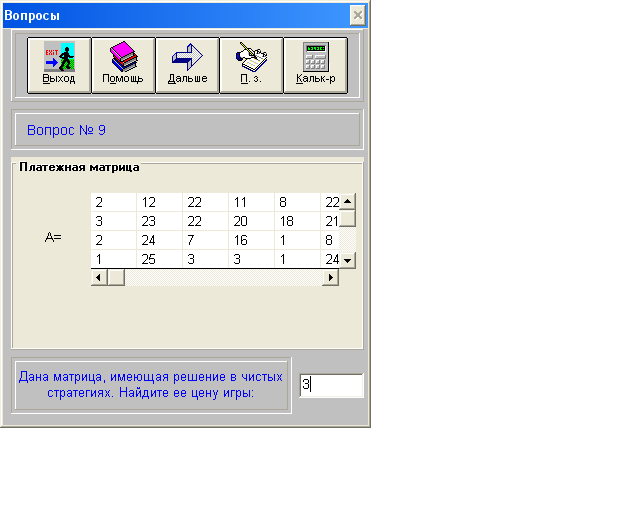 Вопросы
EXIT
Выход
Помощь
Дальше
П. з.
Кальк-р
Вопрос № 9
Платежная матрица
A=
2 12 22 11 8 22
3 23 22 20 18 21
2 24 7 16 1 8
1 25 3 3 1 24
Дана матрица, имеющая решение в чистых
стратегиях. Найдите ее цену игры:
3